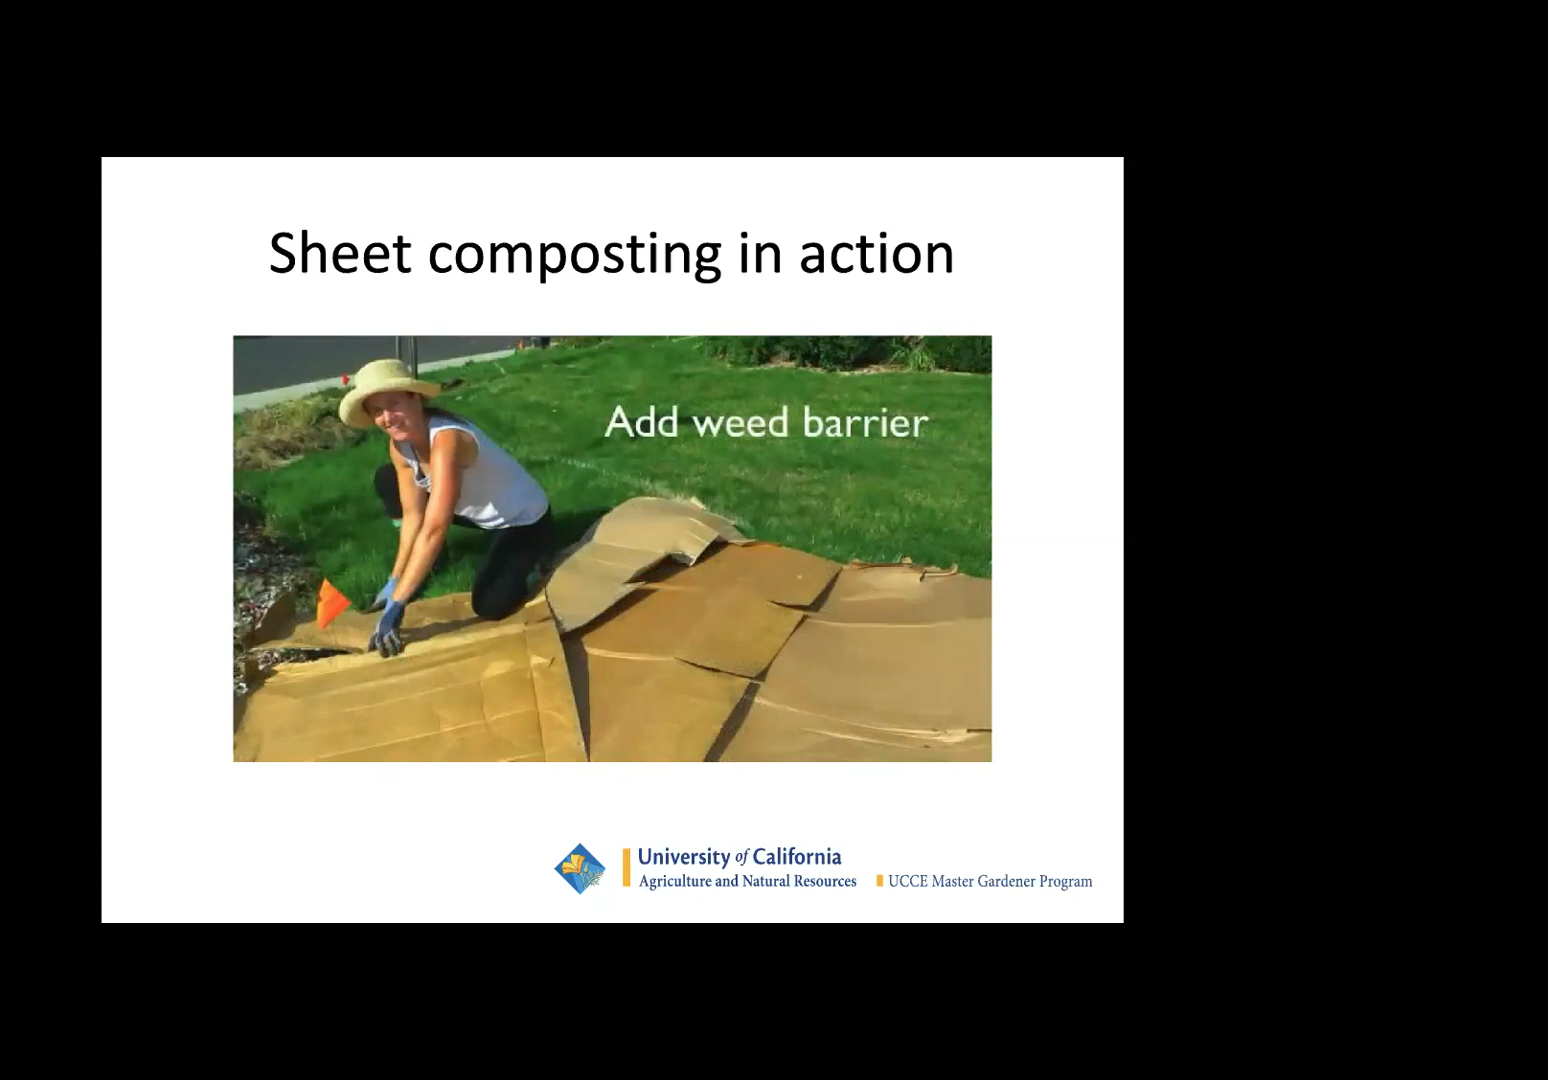 Sheet composting in action
Add weed barrier
University of California
Agriculture and Natural Resources
UCCE Master Gardener Program